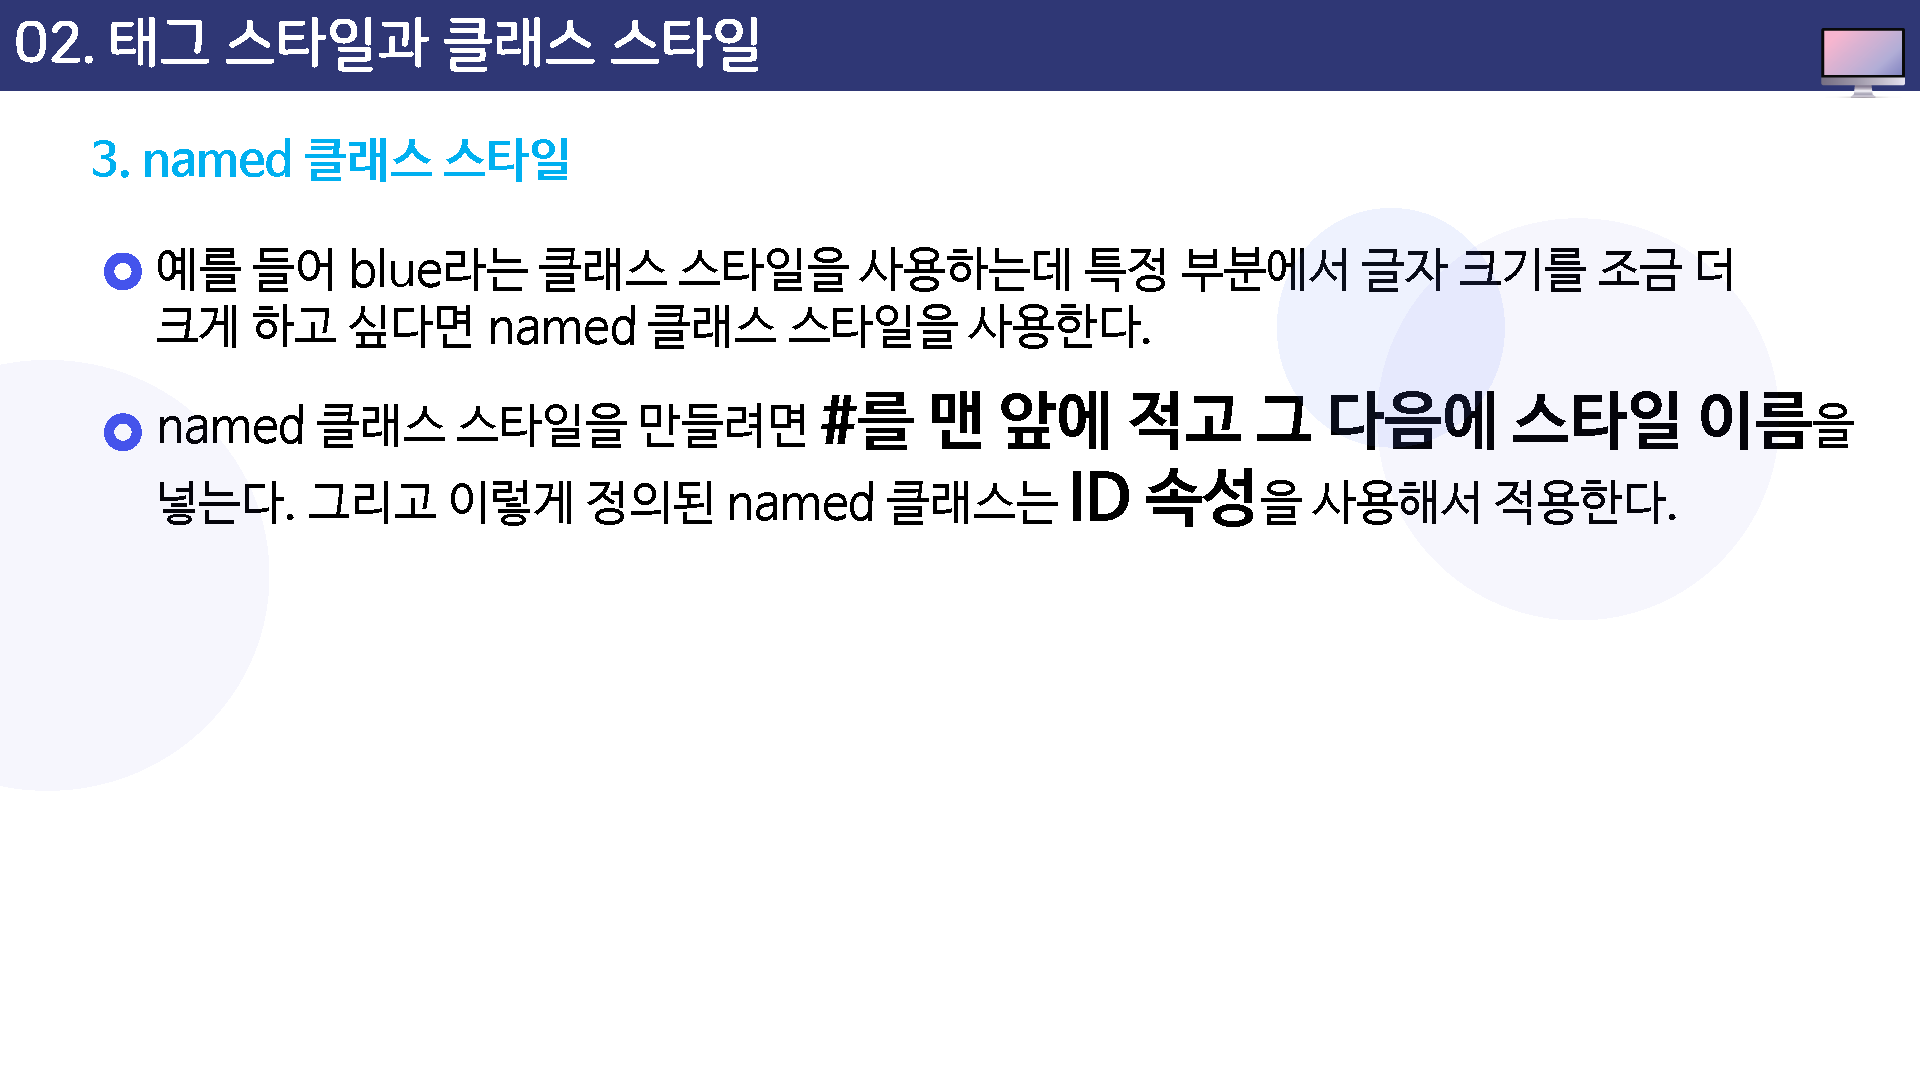 02. 태그 스타일과 클래스 스타일
3. named 클래스 스타일
예를 들어 blue라는 클래스 스타일을 사용하는데 특정 부분에서 글자 크기를 조금 더
크게 하고 싶다면 named 클래스 스타일을 사용한다.
named 클래스 스타일을 만들려면 #를 맨 앞에 적고 그 다음에 스타일 이름을
넣는다. 그리고 이렇게 정의된 named 클래스는 ID 속성을 사용해서 적용한다.